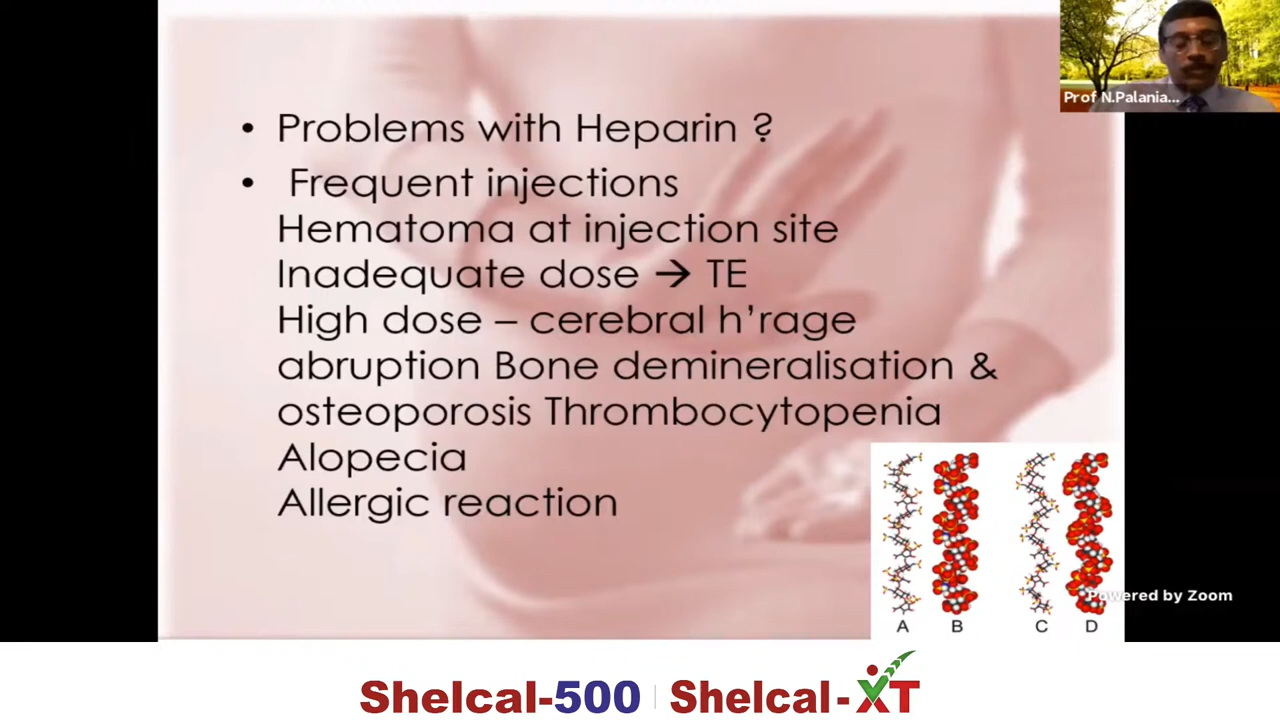 Prof N.Palania...
• Problems with Heparin ?
• Frequent injections
Hematoma at injection site
Inadequate dose → TE
High dose – cerebral h’rage
abruption Bone demineralisation &
osteoporosis Thrombocytopenia
Alopecia
Allergic reaction
Powered by Zoom
A B C D
Shelcal-500 | Shelcal-XT